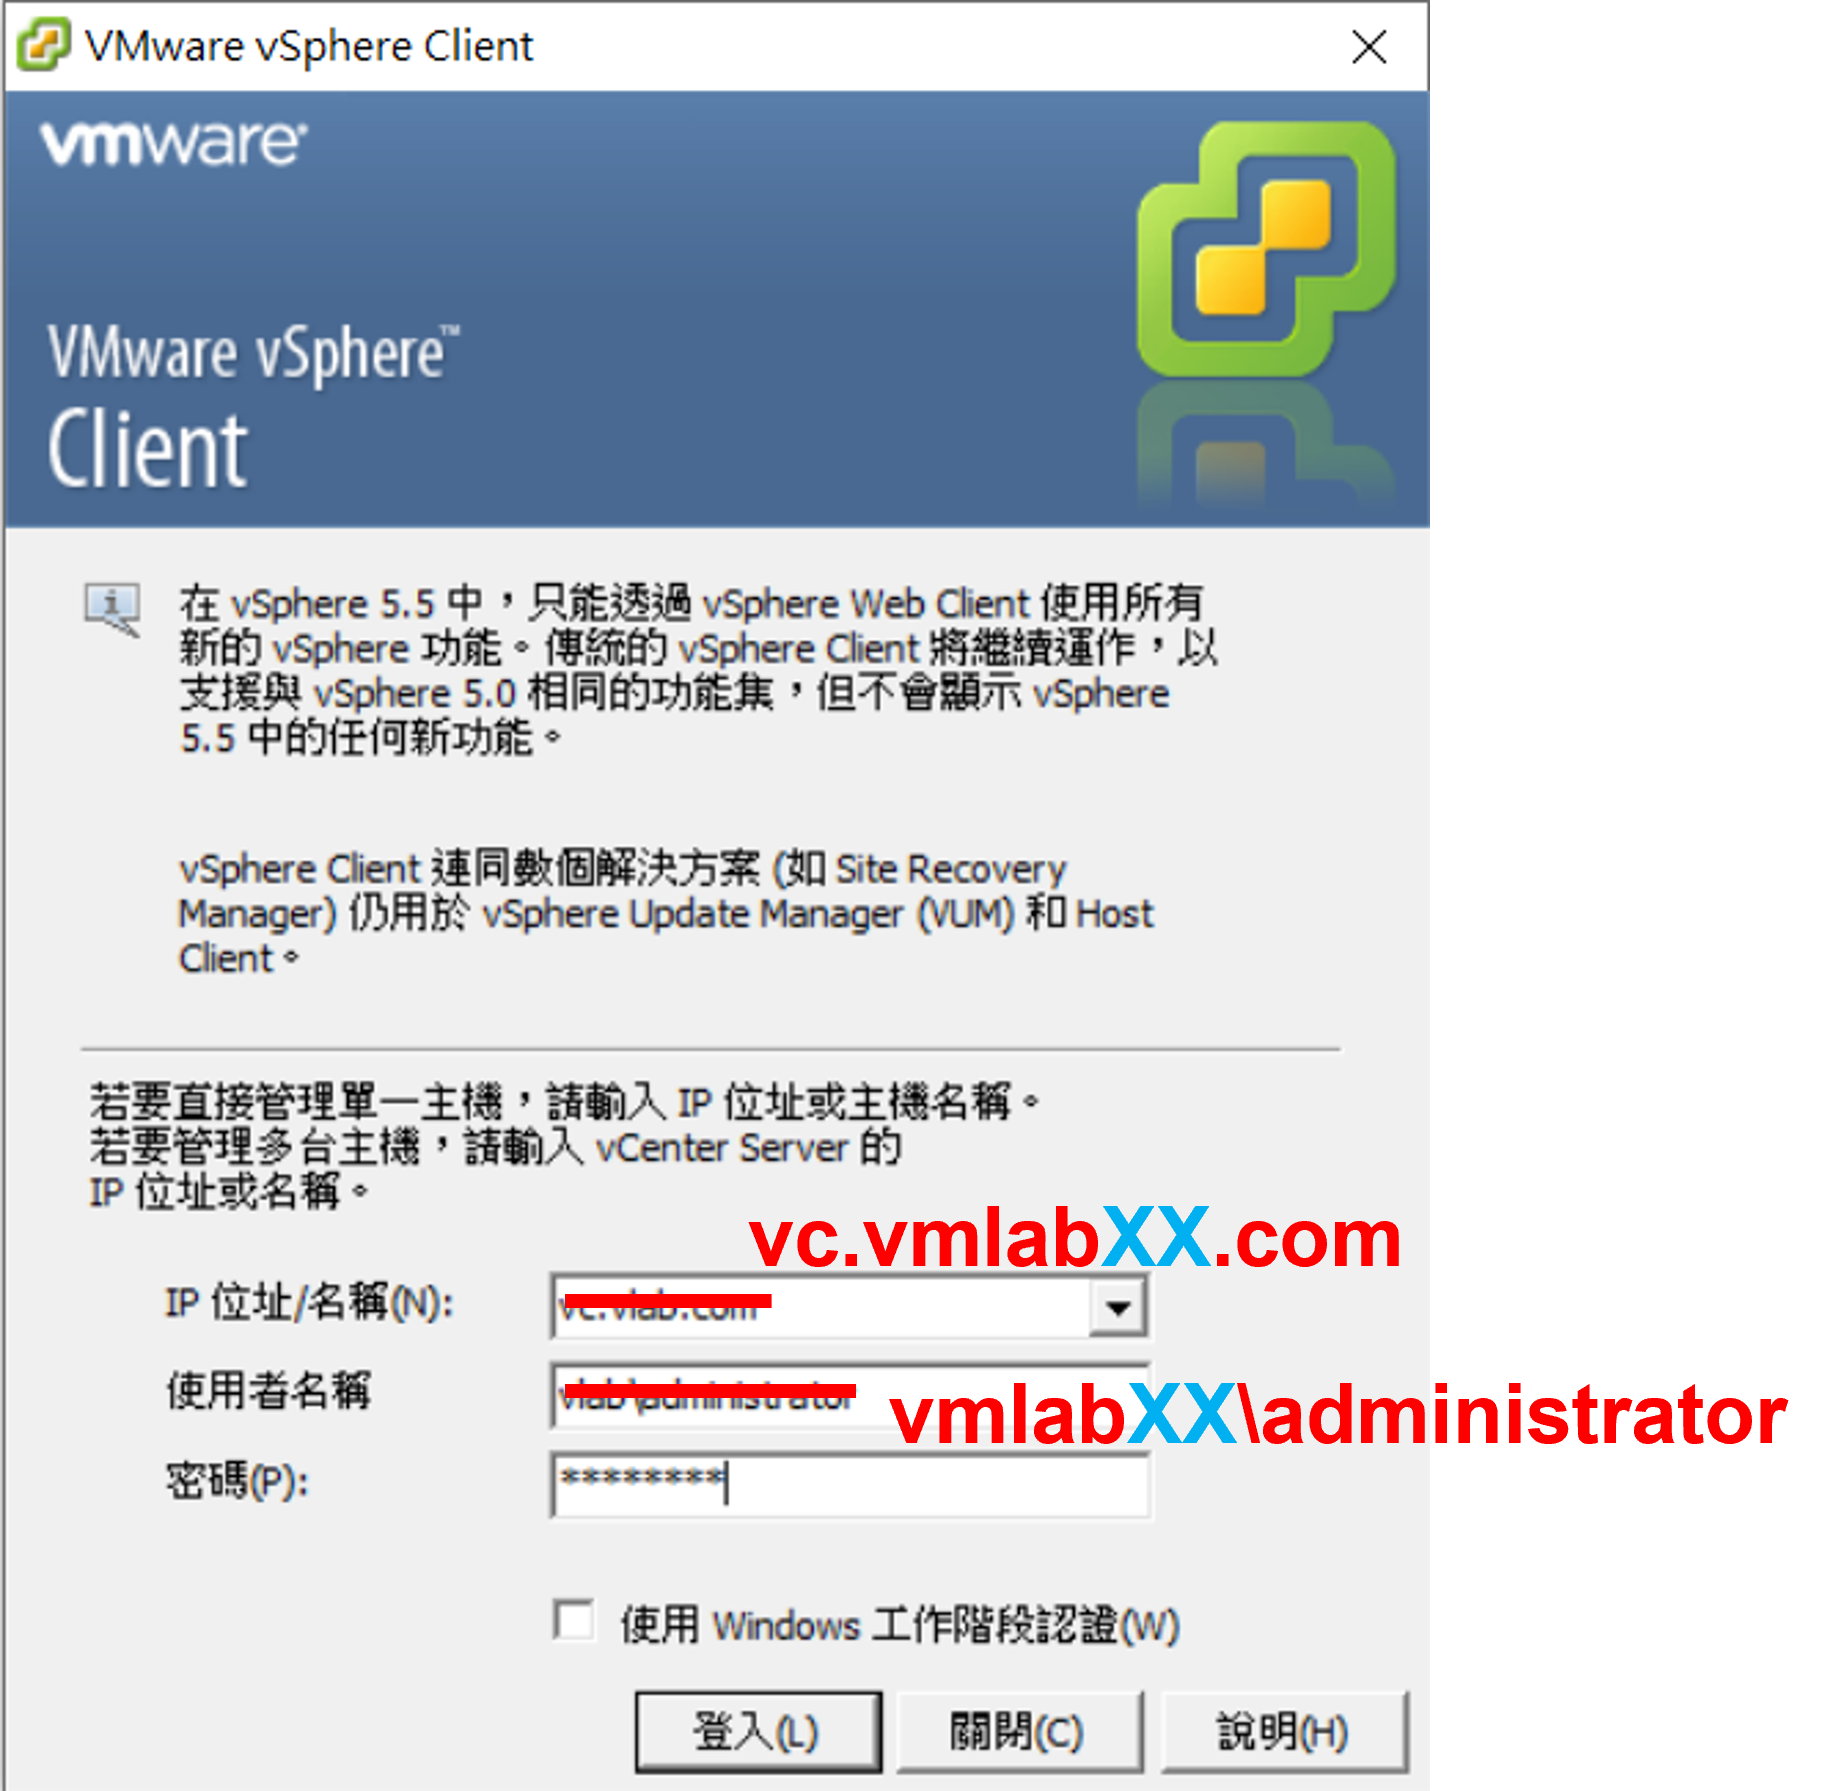 VMware vSphere Client
vmware
VMware vSphere™
Client
在 vSphere 5.5 中，只能透過 vSphere Web Client 使用所有
新的 vSphere 功能。傳統的 vSphere Client 將繼續運作，以
支援與 vSphere 5.0 相同的功能集，但不會顯示 vSphere
5.5 中的任何新功能。
vSphere Client 連同數個解決方案 (如 Site Recovery
Manager) 仍用於 vSphere Update Manager (VUM) 和 Host
Client。
若要直接管理單一主機，請輸入 IP 位址或主機名稱。
若要管理多台主機，請輸入 vCenter Server 的
IP 位址或名稱。
vc.vmlabXX.com
IP 位址/名稱(N): vc.vlab.com
使用者名稱 vlab\administrator vmlabXX\administrator
密碼(P): ********
使用 Windows 工作階段認證(W)
登入(L) 關閉(C) 說明(H)